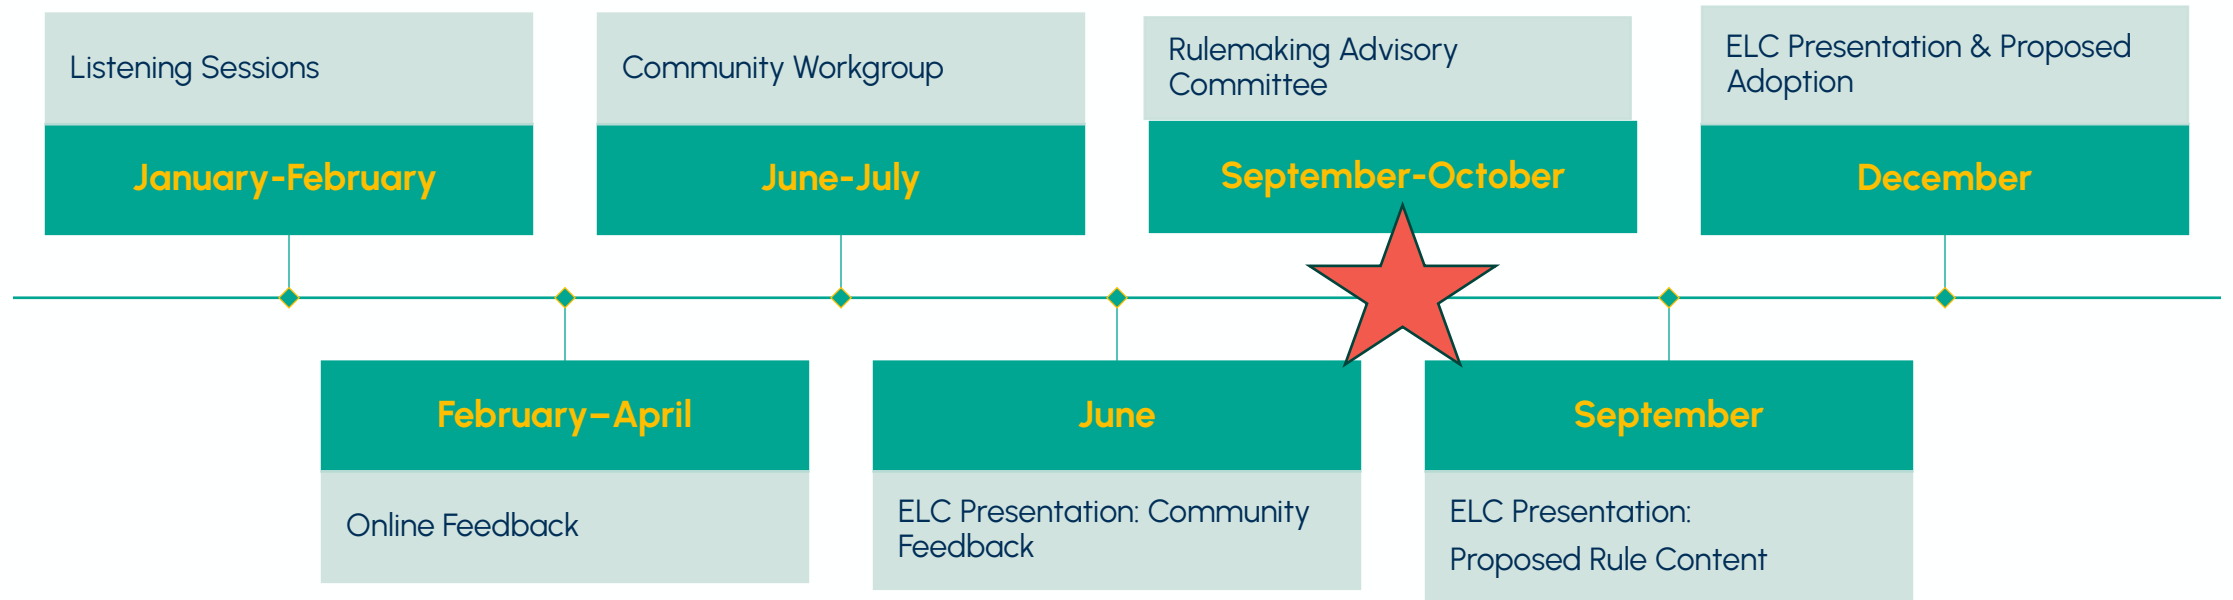 Listening Sessions
January-February
February–April
Online Feedback
Community Workgroup
June-July
June
ELC Presentation: Community
Feedback
Rulemaking Advisory
Committee
September-October
September
ELC Presentation:
Proposed Rule Content
ELC Presentation & Proposed
Adoption
December